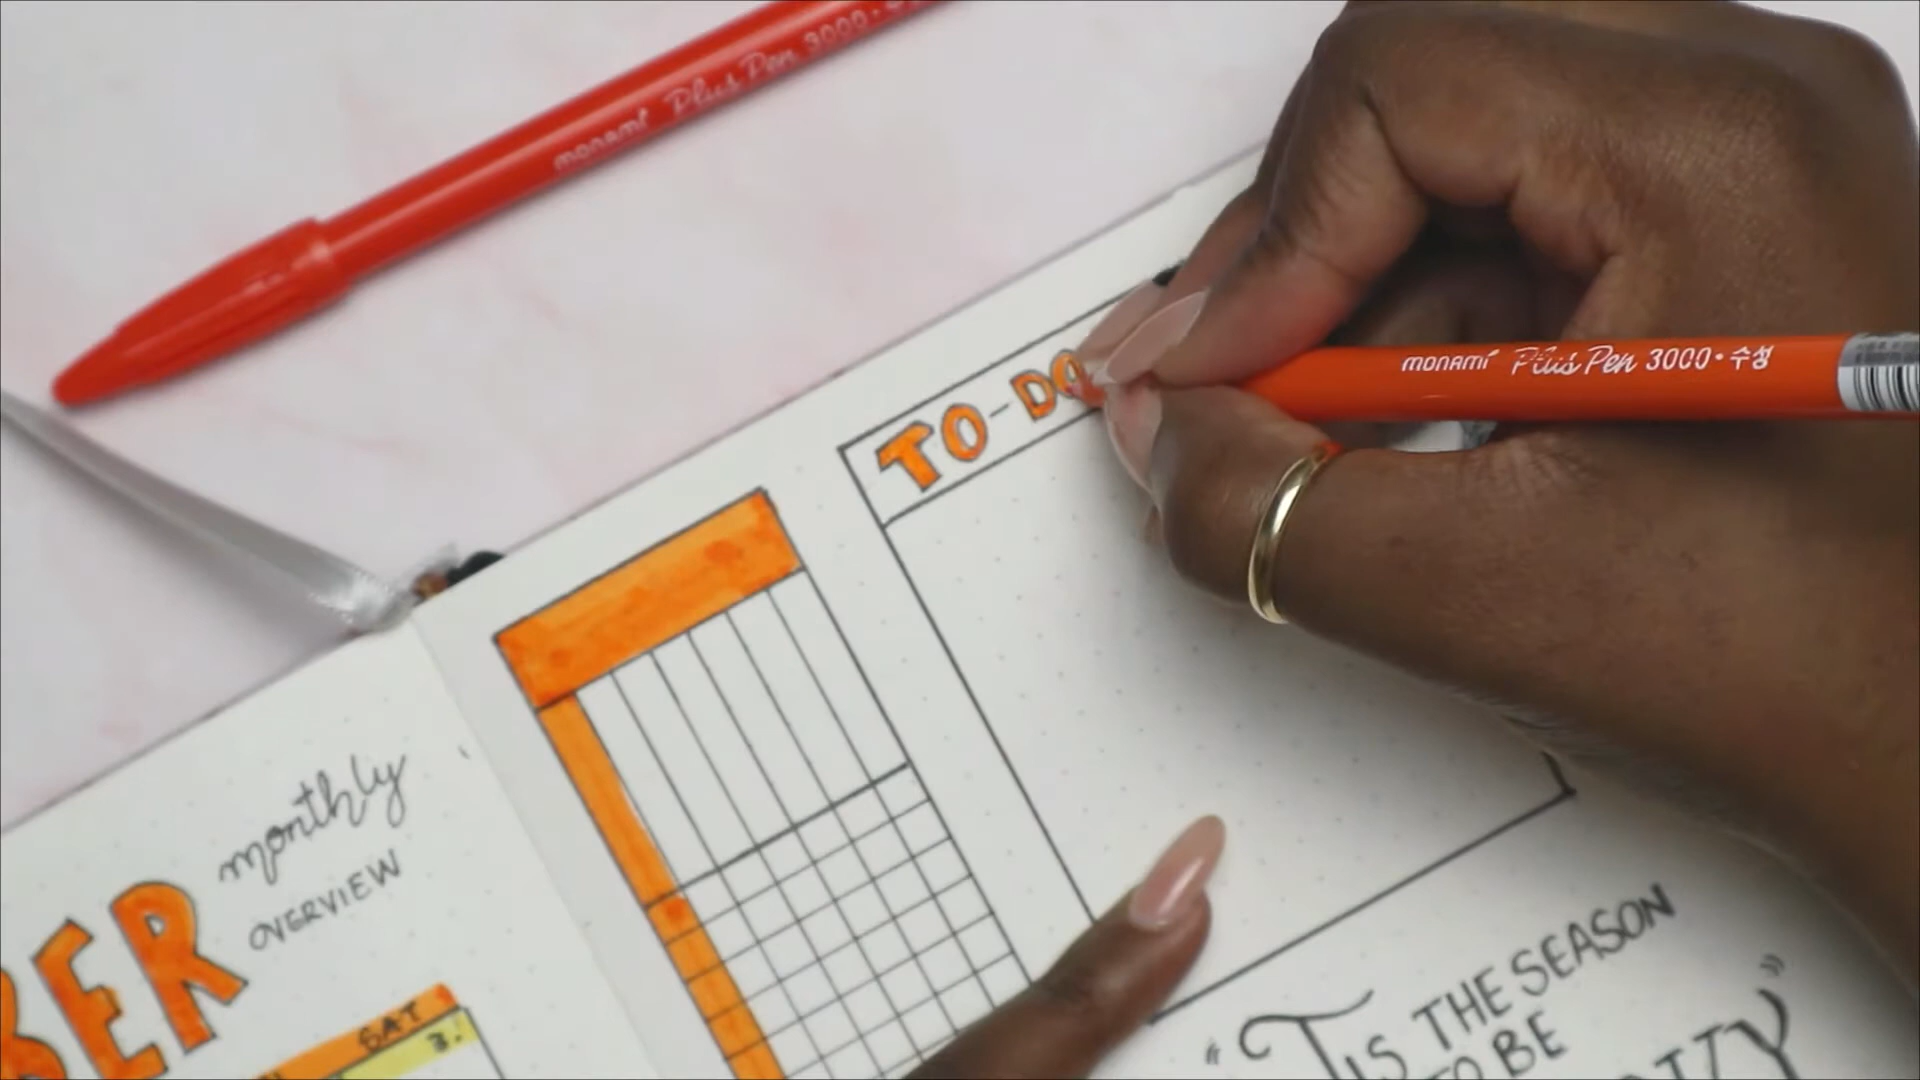 monami Plus Pen 3000
monami Plus Pen 3000 • 수성
TO-DO
monthly
OVERVIEW
BER
SAT
3.
"TIS THE SEASON
TO BE